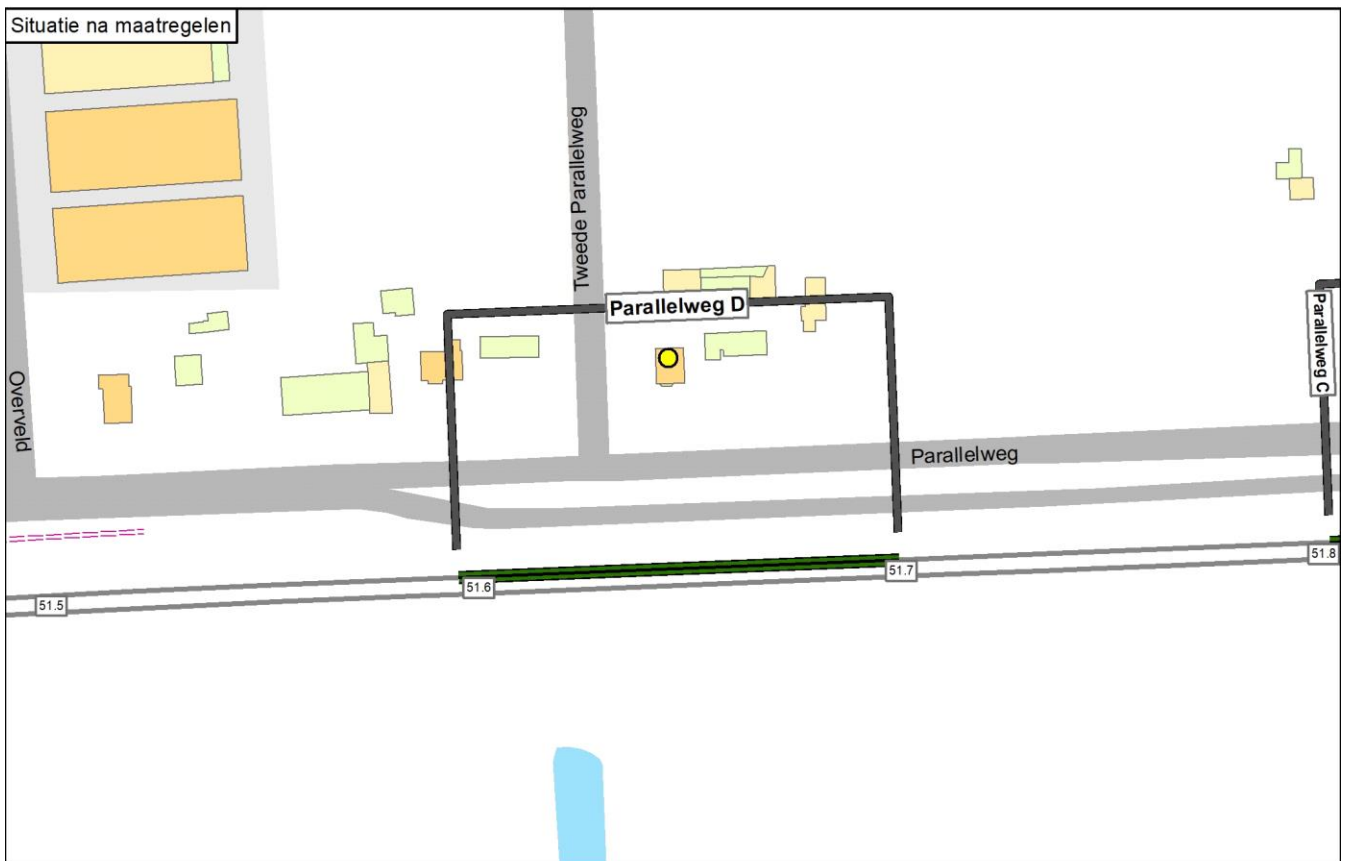 Situatie na maatregelen
Tweede Parallelweg
Parallelweg D
Parallelweg C
Overveld
Parallelweg
51.5
51.6
51.7
51.8